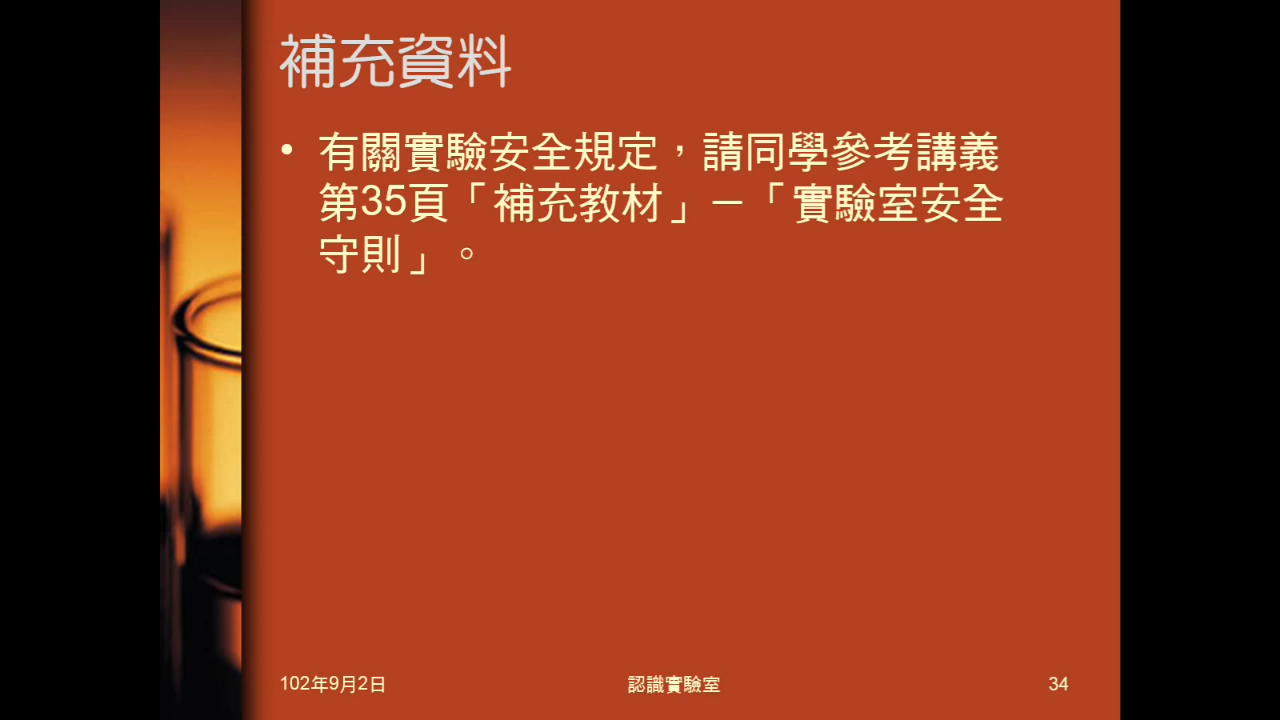 補充資料
• 有關實驗安全規定，請同學參考講義
第35頁「補充教材」─「實驗室安全
守則」。
102年9月2日
認識實驗室
34